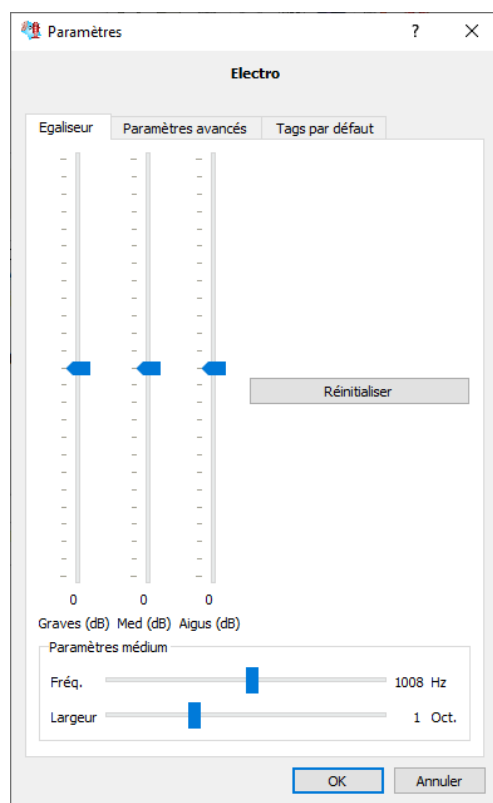 Paramètres
?
Electro
Egaliseur Paramètres avancés Tags par défaut
Réinitialiser
0 0 0
Graves (dB) Med (dB) Aigus (dB)
Paramètres médium
Fréq. 1008 Hz
Largeur 1 Oct.
OK Annuler